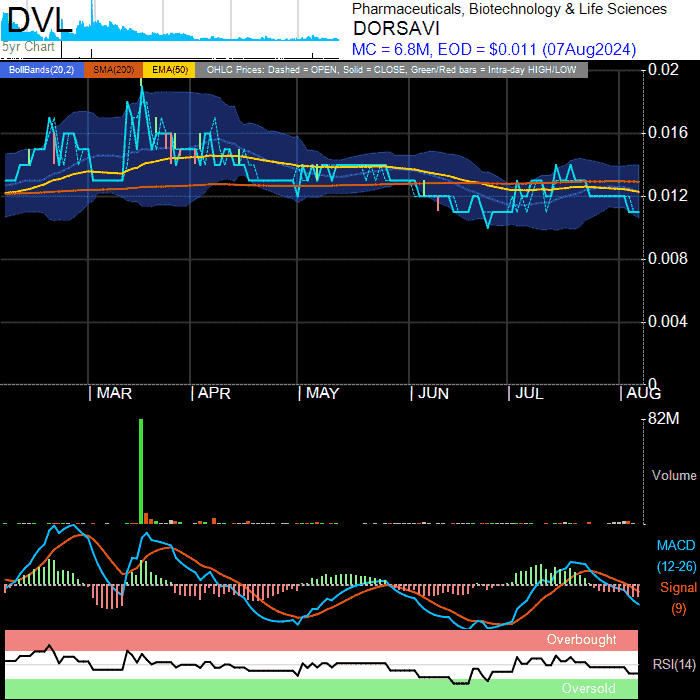 DVL
5yr Chart
Pharmaceuticals, Biotechnology & Life Sciences
DORSAVI
MC = 6.8M, EOD = $0.011 (07Aug2024)
BollBands(20,2) SMA(200) EMA(50) OHLC Prices: Dashed = OPEN, Solid = CLOSE, Green/Red bars = Intra-day HIGH/LOW
0.02
0.016
0.012
0.008
0.004
0
MAR APR MAY JUN JUL AUG
82M
Volume
MACD
(12-26)
Signal
(9)
Overbought
RSI(14)
Oversold